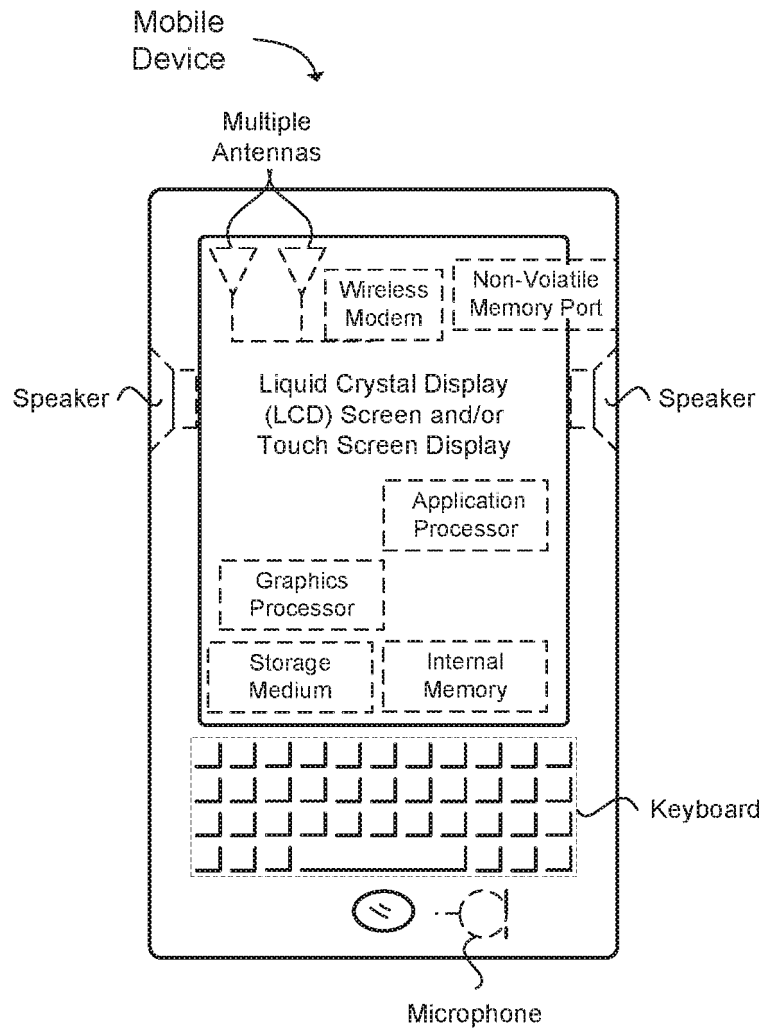 Mobile
Device
Multiple
Antennas
Wireless
Modem
Non-Volatile
Memory Port
Speaker
Liquid Crystal Display
(LCD) Screen and/or
Touch Screen Display
Speaker
Application
Processor
Graphics
Processor
Storage
Medium
Internal
Memory
Keyboard
Microphone